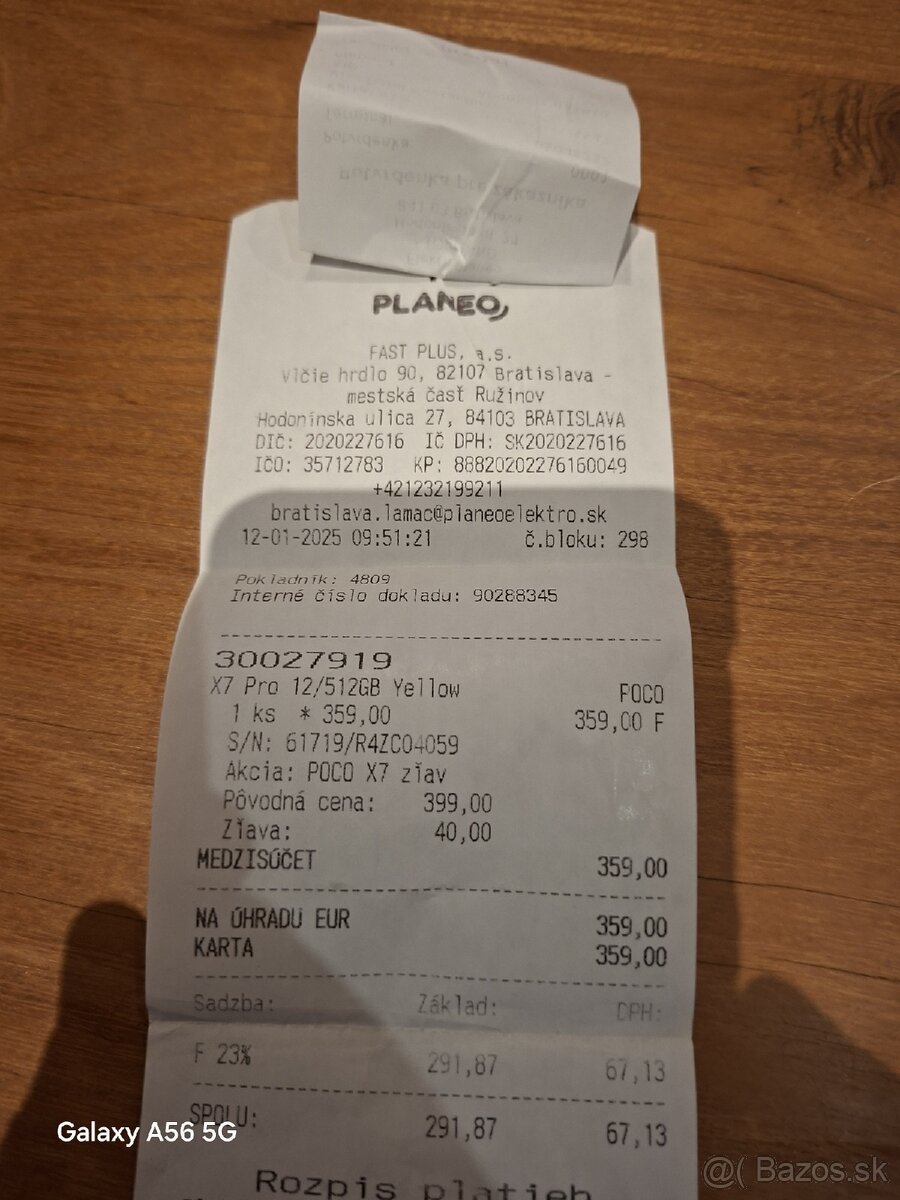 Potvrdenka
Potvrdenka pre zákazníka
PLANEO
FAST PLUS, a.s.
Vlčie hrdlo 90, 82107 Bratislava -
mestská časť Ružinov
Hodonínska ulica 27, 84103 BRATISLAVA
DIČ: 2020227616 IČ DPH: SK2020227616
IČO: 35712783 KP: 88820202276160049
+421232199211
bratislava.lamac@planeoelektro.sk
12-01-2025 09:51:21 č.bloku: 298
Pokladník: 4809
Interné číslo dokladu: 90288345
30027919
X7 Pro 12/512GB Yellow POCO
1 ks * 359,00 359,00 F
S/N: 61719/R4ZC04059
Akcia: POCO X7 zľav
Pôvodná cena: 399,00
Zľava: 40,00
MEDZISÚČET 359,00
NA ÚHRADU EUR 359,00
KARTA 359,00
Sadzba: Základ: DPH:
F 23% 291,87 67,13
SPOLU: 291,87 67,13
Rozpis platieb
Galaxy A56 5G
@( Bazos.sk